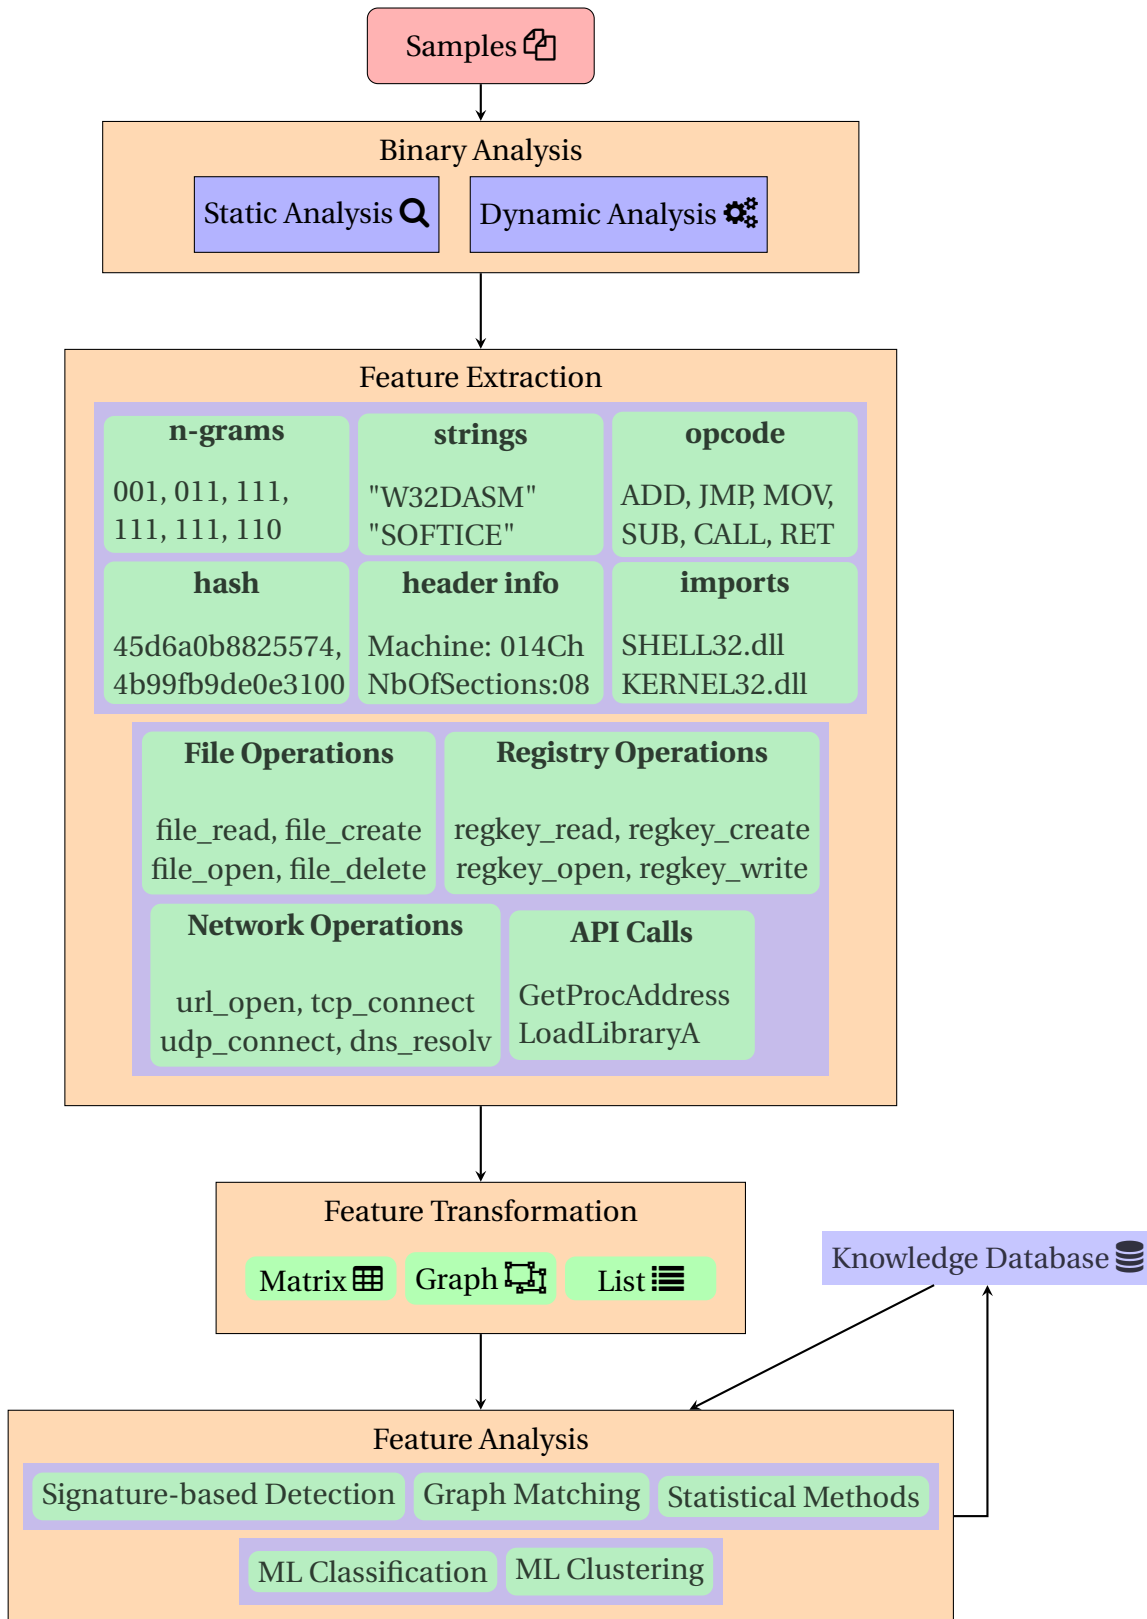 Samples
Binary Analysis
Static Analysis
Dynamic Analysis
Feature Extraction
n-grams
001, 011, 111,
111, 111, 110
strings
"W32DASM"
"SOFTICE"
opcode
ADD, JMP, MOV,
SUB, CALL, RET
hash
45d6a0b8825574,
4b99fb9de0e3100
header info
Machine: 014Ch
NbOfSections:08
imports
SHELL32.dll
KERNEL32.dll
File Operations
file_read, file_create
file_open, file_delete
Registry Operations
regkey_read, regkey_create
regkey_open, regkey_write
Network Operations
url_open, tcp_connect
udp_connect, dns_resolv
API Calls
GetProcAddress
LoadLibraryA
Feature Transformation
Matrix
Graph
List
Knowledge Database
Feature Analysis
Signature-based Detection
Graph Matching
Statistical Methods
ML Classification
ML Clustering